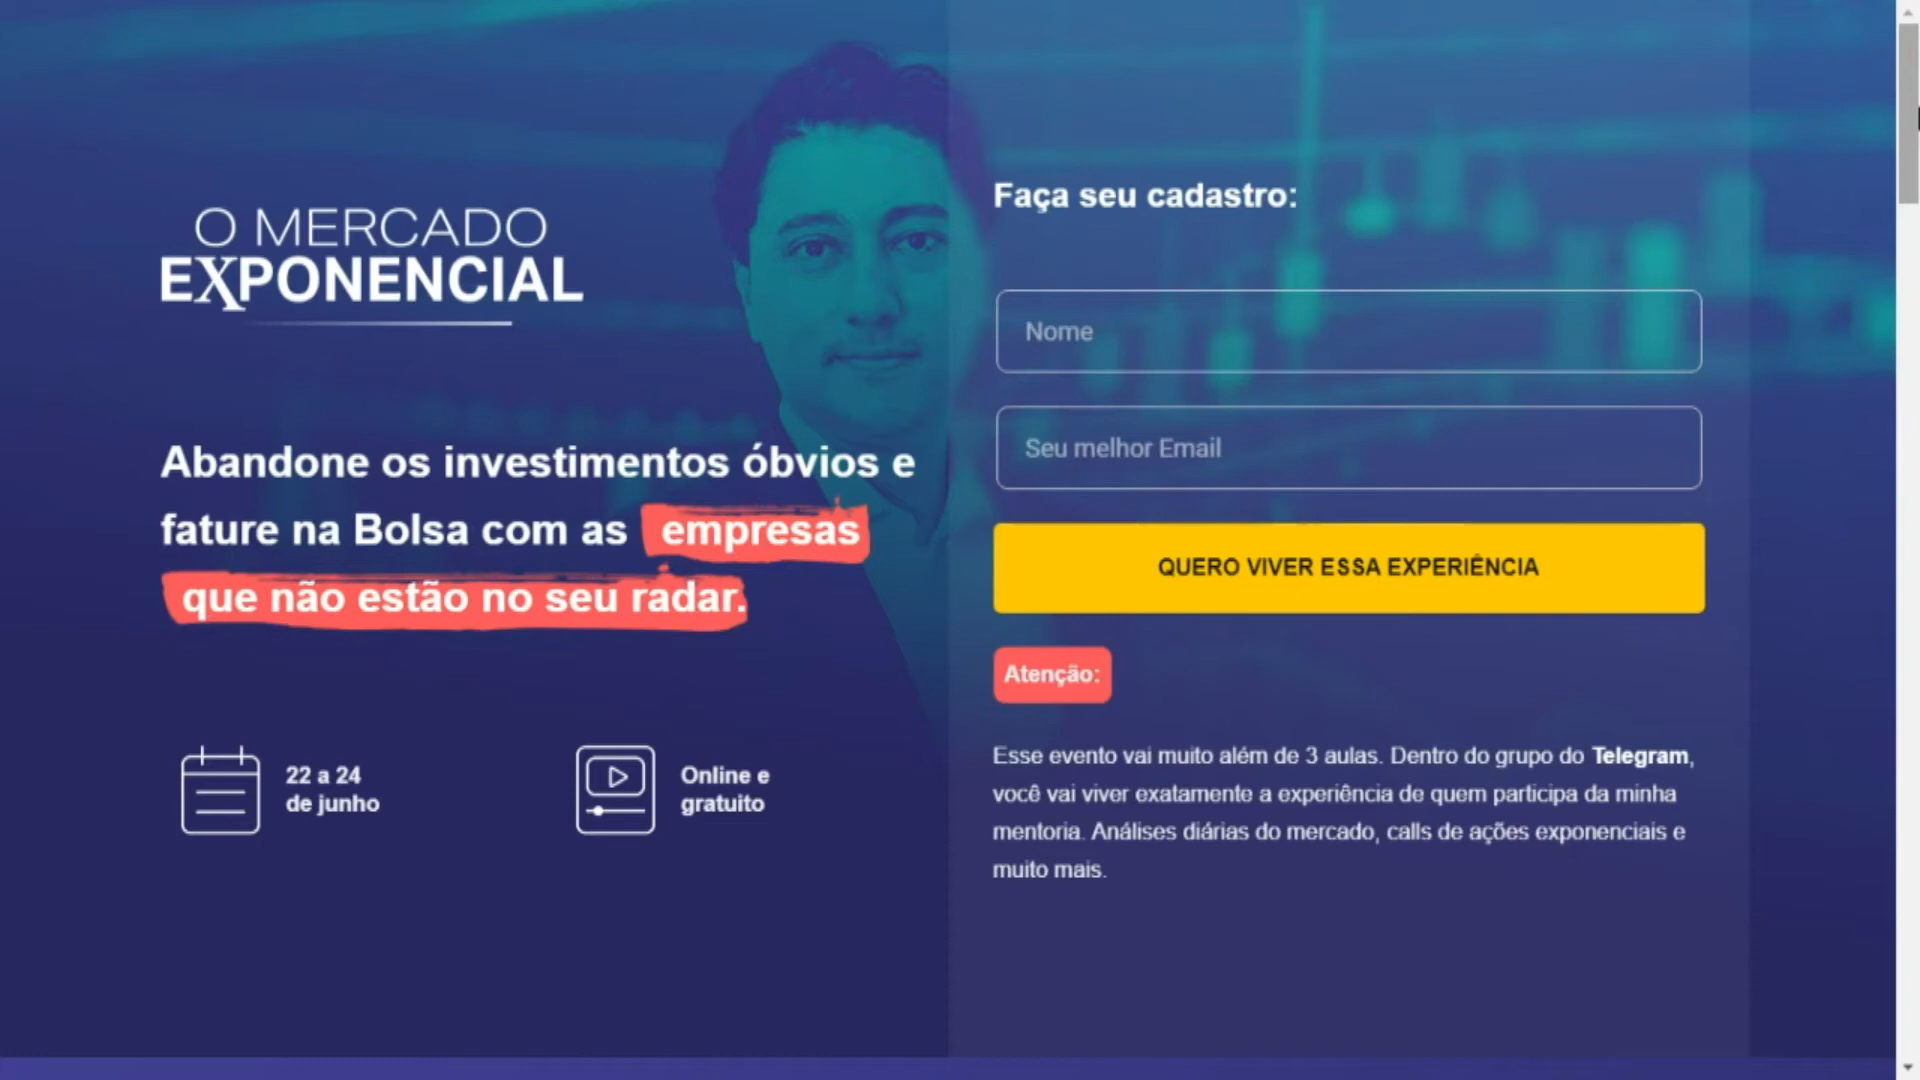 O MERCADO
EXPONENCIAL
Abandone os investimentos óbvios e
fature na Bolsa com as empresas
que não estão no seu radar.
22 a 24
de junho
Online e
gratuito
Faça seu cadastro:
Nome
Seu melhor Email
QUERO VIVER ESSA EXPERIÊNCIA
Atenção:
Esse evento vai muito além de 3 aulas. Dentro do grupo do Telegram,
você vai viver exatamente a experiência de quem participa da minha
mentoria. Análises diárias do mercado, calls de ações exponenciais e
muito mais.